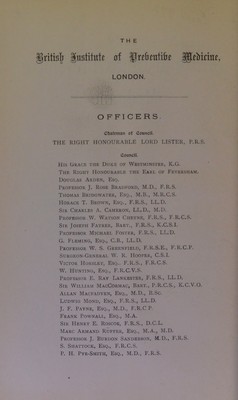 THE
British Institute of Preventive Medicine,
LONDON.
OFFICERS.
Chairman of Council.
THE RIGHT HONOURABLE LORD LISTER, F.R.S.
Council.
HIS GRACE THE DUKE OF WESTMINSTER, K.G.
THE RIGHT HONOURABLE THE EARL OF FEVERSHAM.
DOUGLAS ARDEN, ESQ.
PROFESSOR J. ROSE BRADFORD, M.D., F.R.S.
THOMAS BRIDGWATER, ESQ., M.B., M.R.C.S.
HORACE T. BROWN, ESQ., F.R.S., LL.D.
SIR CHARLES A. CAMERON, LL.D., M.D.
PROFESSOR W. WATSON CHEYNE, F.R.S., F.R.C.S.
SIR JOSEPH FAYRER, BART., F.R.S., K.C.S.I.
PROFESSOR MICHAEL FOSTER, F.R.S., LL.D.
G. FLEMING, ESQ., C.B., LL.D.
PROFESSOR W. S. GREENFIELD, F.R.S.E., F.R.C.P.
SURGEON-GENERAL W. R. HOOPER, C.S.I.
VICTOR HORSLEY, ESQ., F.R.S., F.R.C.S.
W. HUNTING, ESQ., F.R.C.V.S.
PROFESSOR E. RAY LANKESTER, F.R.S., LL.D.
SIR WILLIAM MACCORMAC, BART., F.R.C.S., K.C.V.O.
ALLAN MACFADYEN, ESQ., M.D., B.SC.
LUDWIG MOND, ESQ., F.R.S., LL.D.
J. F. PAYNE, ESQ., M.D., F.R.C.P.
FRANK POWNALL, ESQ., M.A.
SIR HENRY E. ROSCOE, F.R.S., D.C.L.
MARC ARMAND RUFFER, ESQ., M.A., M.D.
PROFESSOR J. BURDON SANDERSON, M.D., F.R.S.
S. SHATTOCK, ESQ., F.R.C.S.
P. H. PYE-SMITH, ESQ., M.D., F.R.S.